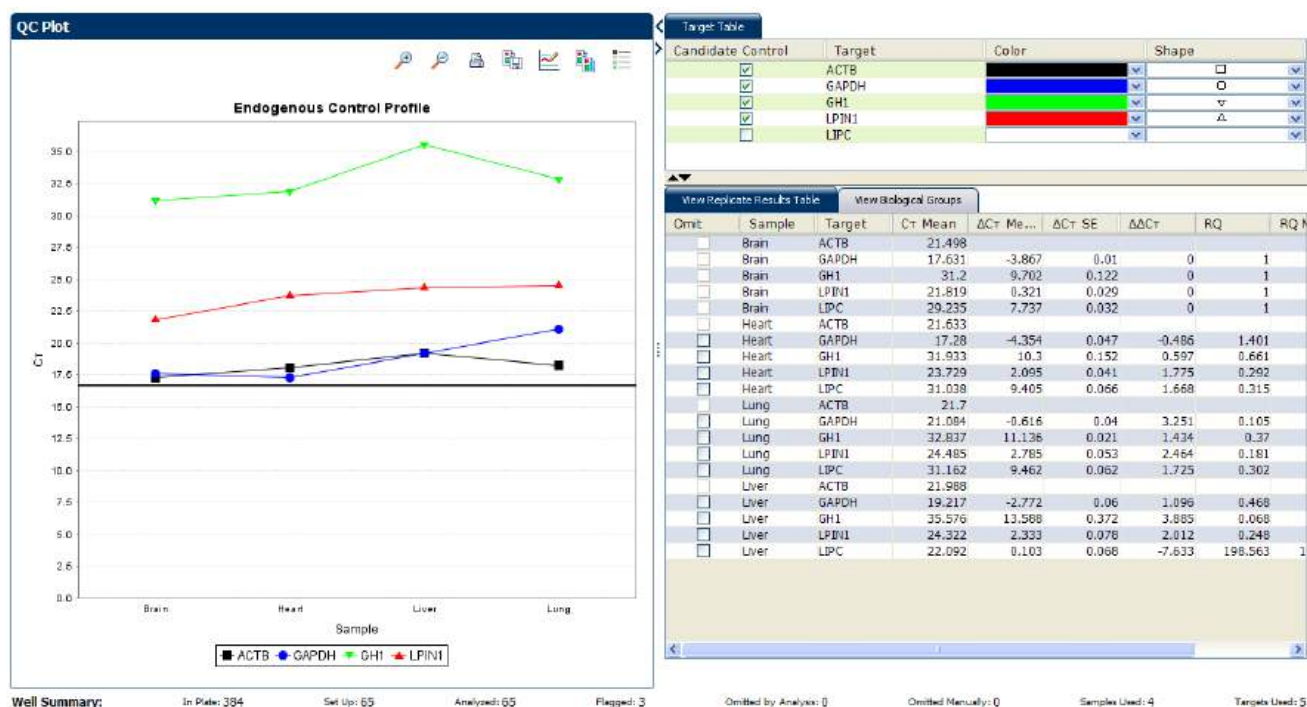 QC Plot
Endogenous Control Profile
35.0
32.5
30.0
27.5
25.0
22.5
20.0
17.5
15.0
12.5
10.0
7.5
5.0
2.5
0.0
CT
Brain Heart Liver Lung
Sample
ACTB GAPDH GH1 LPIN1
Target Table
Candidate Control Target Color Shape
ACTB
GAPDH
GH1
LPIN1
LIPC
View Replicate Results Table View Biological Groups
Omit Sample Target CT Mean ΔCT Me... ΔCT SE ΔΔCT RQ RQ M
Brain ACTB 21.498
Brain GAPDH 17.631 -3.867 0.01 0 1
Brain GH1 31.2 9.702 0.122 0 1
Brain LPIN1 21.819 0.321 0.029 0 1
Brain LIPC 29.235 7.737 0.032 0 1
Heart ACTB 21.633
Heart GAPDH 17.28 -4.354 0.047 -0.486 1.401
Heart GH1 31.933 10.3 0.152 0.597 0.661
Heart LPIN1 23.729 2.095 0.041 1.775 0.292
Heart LIPC 31.038 9.405 0.066 1.668 0.315
Lung ACTB 21.7
Lung GAPDH 21.084 -0.616 0.04 3.251 0.105
Lung GH1 32.837 11.136 0.021 1.434 0.37
Lung LPIN1 24.485 2.785 0.053 2.464 0.181
Lung LIPC 31.162 9.462 0.062 1.725 0.302
Liver ACTB 21.988
Liver GAPDH 19.217 -2.772 0.06 1.096 0.468
Liver GH1 35.576 13.588 0.372 3.885 0.068
Liver LPIN1 24.322 2.333 0.078 2.012 0.248
Liver LIPC 22.092 0.103 0.068 -7.633 198.563 1
Well Summary: In Plate: 384 Set Up: 65 Analyzed: 65 Flagged: 3 Omitted by Analysis: 0 Omitted Manually: 0 Samples Used: 4 Targets Used: 5